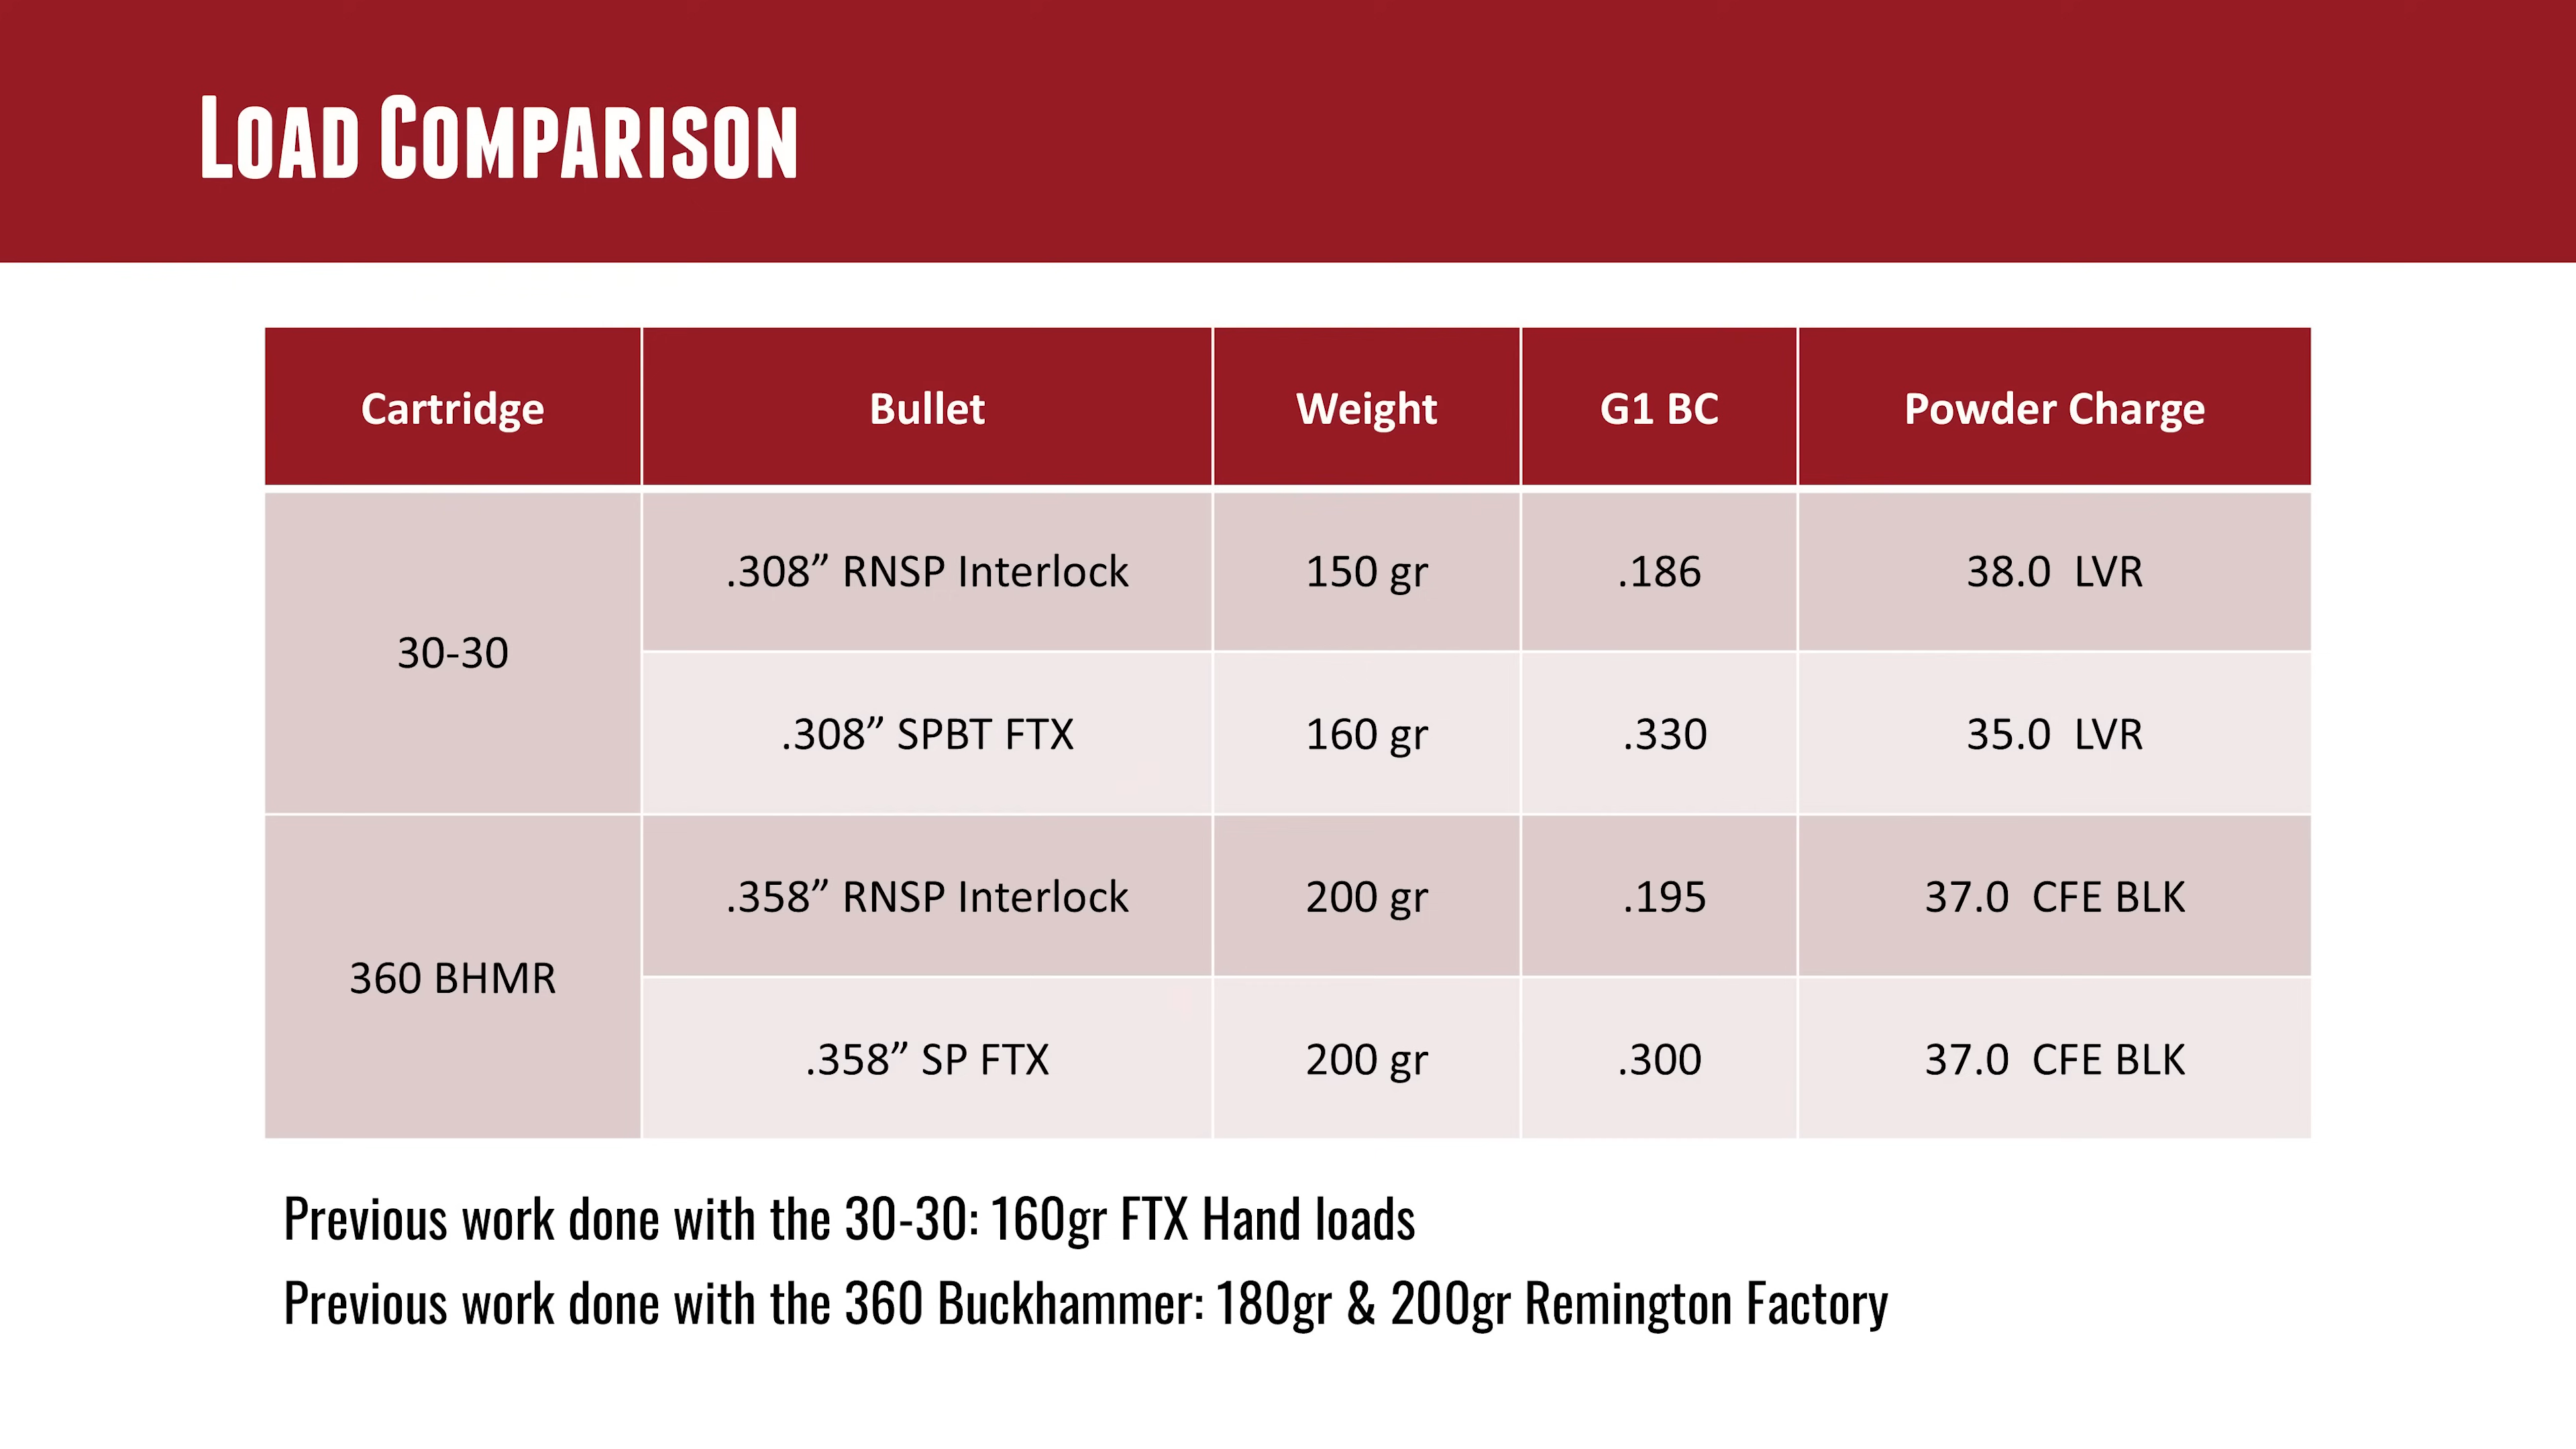 LOAD COMPARISON
Cartridge Bullet Weight G1 BC Powder Charge
30-30
.308” RNSP Interlock 150 gr .186 38.0 LVR
.308” SPBT FTX 160 gr .330 35.0 LVR
360 BHMR
.358” RNSP Interlock 200 gr .195 37.0 CFE BLK
.358” SP FTX 200 gr .300 37.0 CFE BLK
Previous work done with the 30-30: 160gr FTX Hand loads
Previous work done with the 360 Buckhammer: 180gr & 200gr Remington Factory